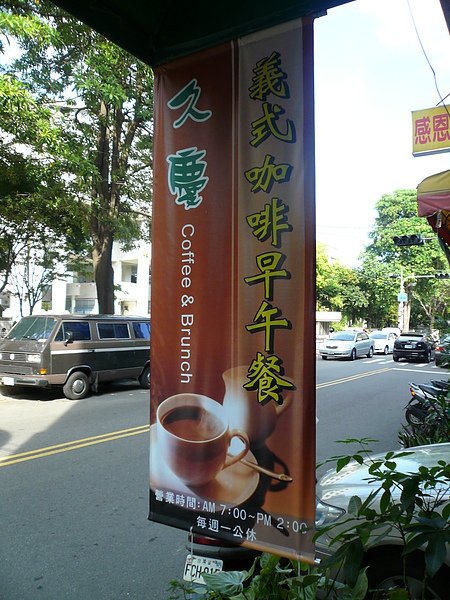 久慶
Coffee & Brunch
義式咖啡早午餐
營業時間:AM 7:00~PM 2:00
每週一公休
感恩